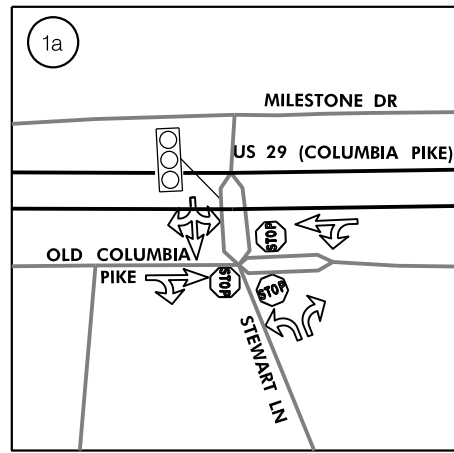 1a
MILESTONE DR
US 29 (COLUMBIA PIKE)
STOP
OLD COLUMBIA
PIKE
STOP
STOP
STEWART LN